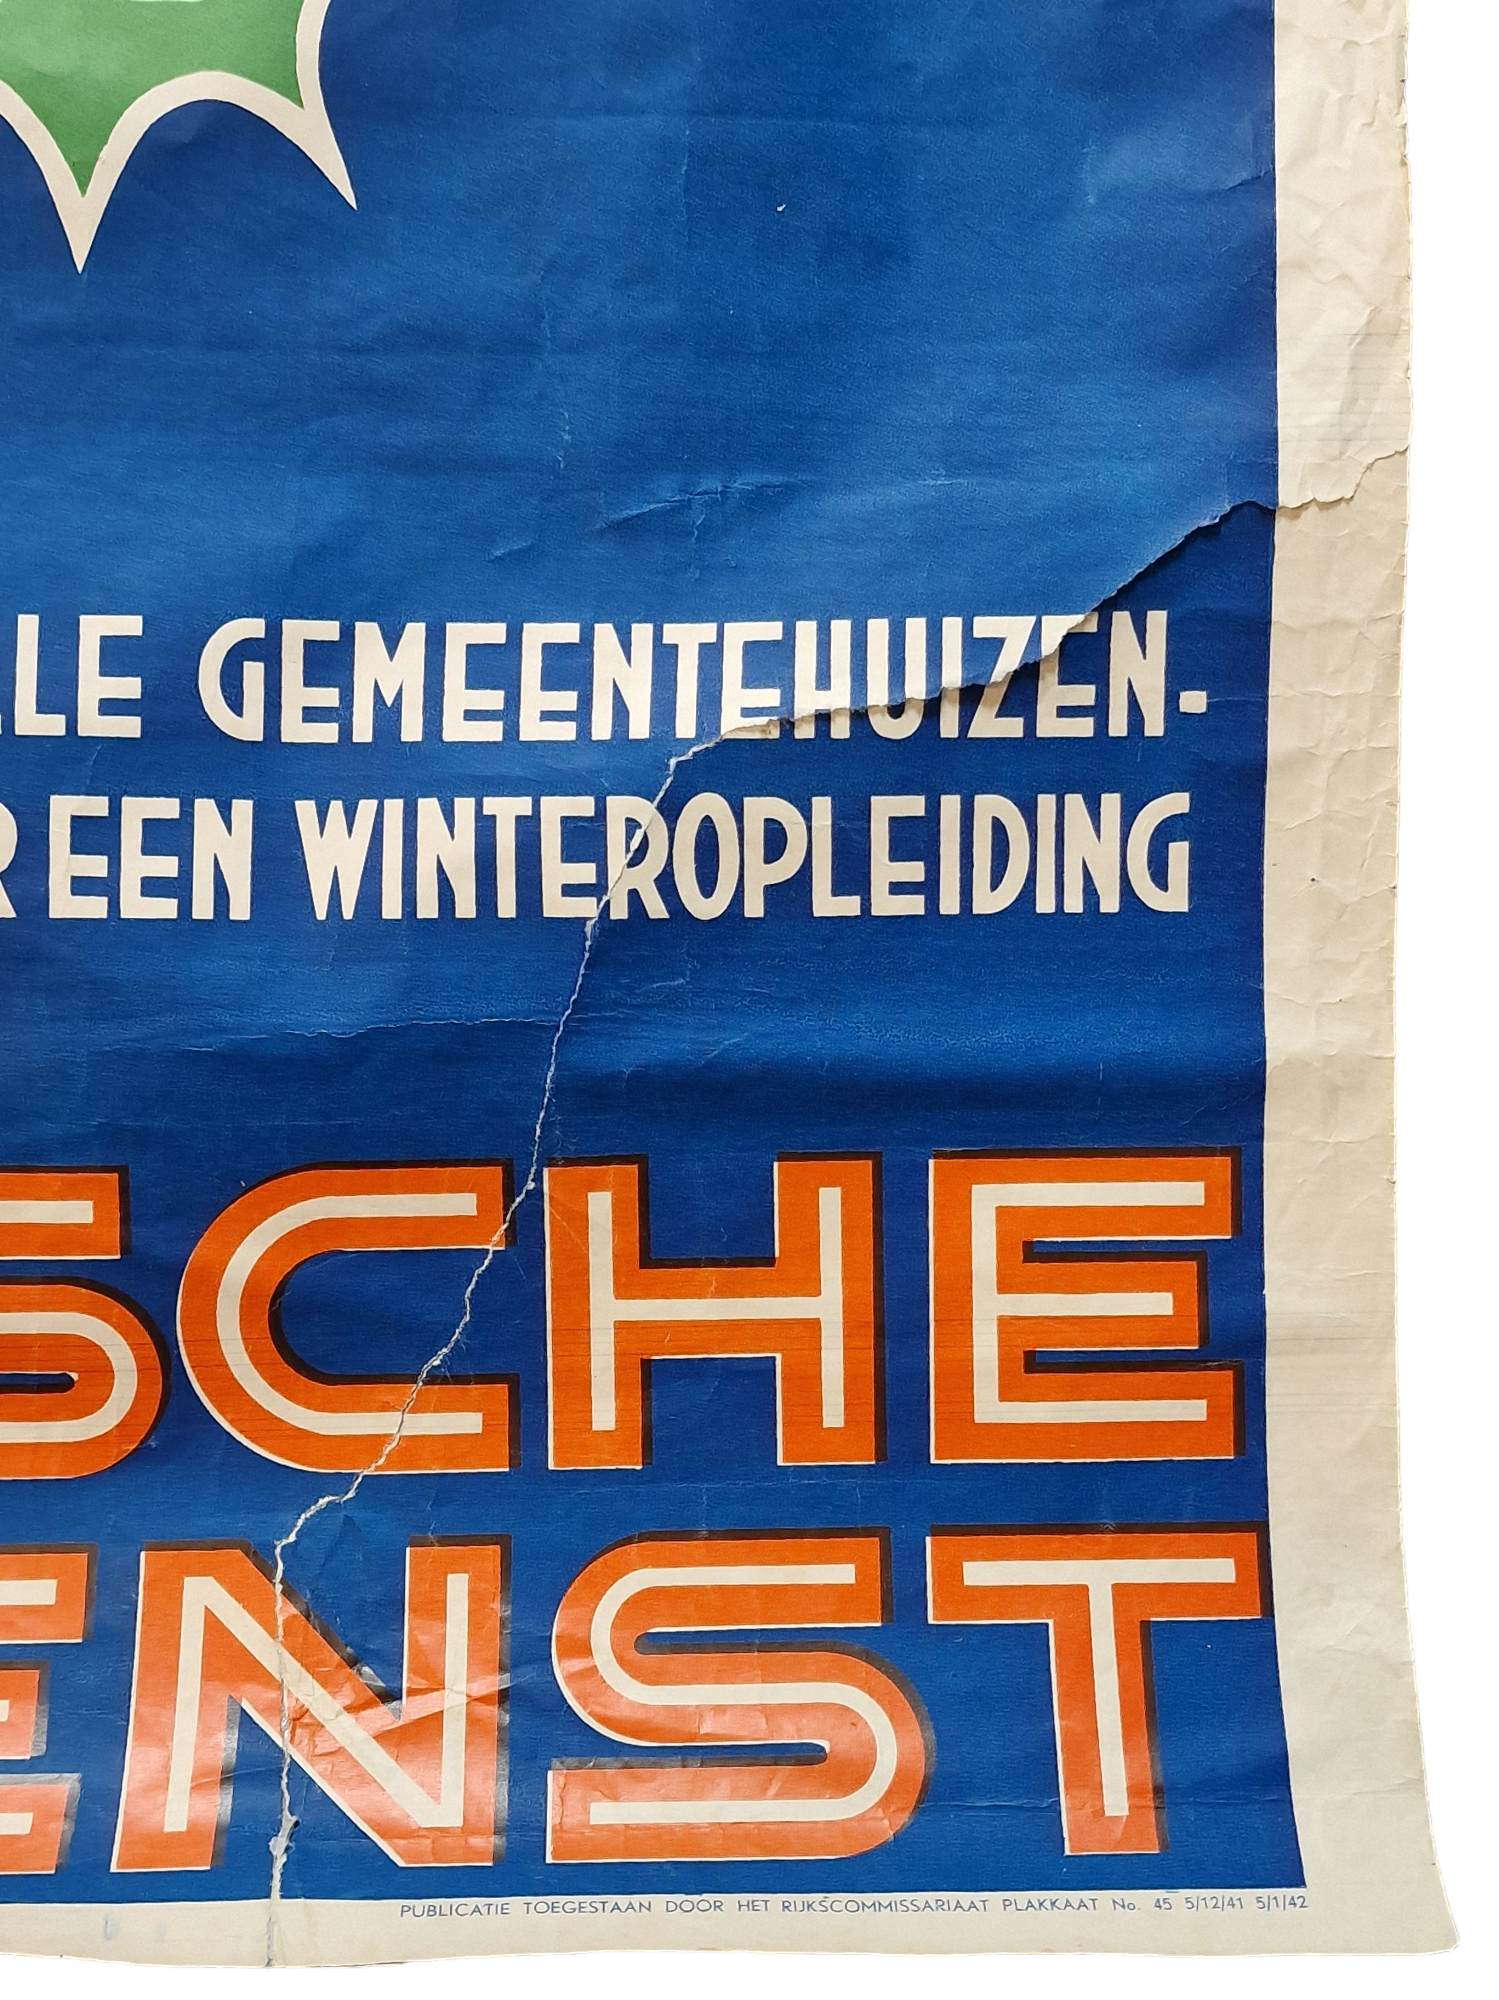 LLE GEMEENTEHUIZEN.
R EEN WINTEROPLEIDING
SCHE
ENST
PUBLICATIE TOEGESTAAN DOOR HET RIJKSCOMMISSARIAAT PLAKKAAT No. 45 5/12/41 5/1/42